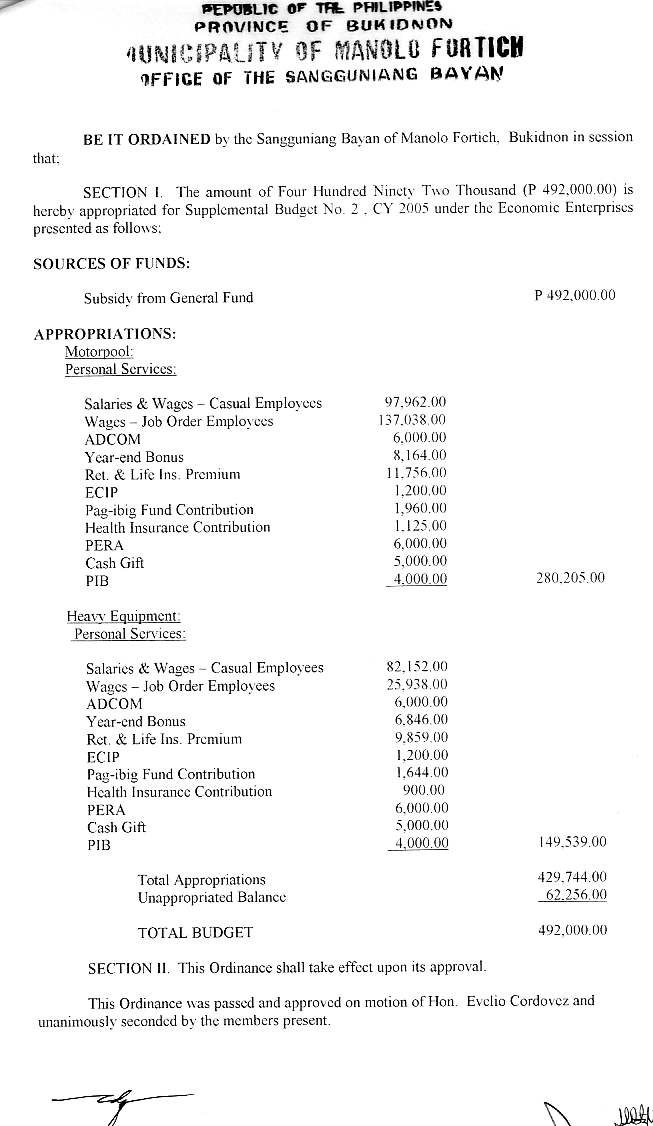 REPUBLIC OF THE PHILIPPINES
PROVINCE OF BUKIDNON
MUNICIPALITY OF MANOLO FORTICH
OFFICE OF THE SANGGUNIANG BAYAN
BE IT ORDAINED by the Sangguniang Bayan of Manolo Fortich, Bukidnon in session
that;
SECTION I. The amount of Four Hundred Ninety Two Thousand (P 492,000.00) is
hereby appropriated for Supplemental Budget No. 2 , CY 2005 under the Economic Enterprises
presented as follows;
SOURCES OF FUNDS:
Subsidy from General Fund P 492,000.00
APPROPRIATIONS:
Motorpool:
Personal Services:
Salaries & Wages – Casual Employees 97,962.00
Wages – Job Order Employees 137,038.00
ADCOM 6,000.00
Year-end Bonus 8,164.00
Ret. & Life Ins. Premium 11,756.00
ECIP 1,200.00
Pag-ibig Fund Contribution 1,960.00
Health Insurance Contribution 1,125.00
PERA 6,000.00
Cash Gift 5,000.00
PIB 4,000.00 280,205.00
Heavy Equipment:
Personal Services:
Salaries & Wages – Casual Employees 82,152.00
Wages – Job Order Employees 25,938.00
ADCOM 6,000.00
Year-end Bonus 6,846.00
Ret. & Life Ins. Premium 9,859.00
ECIP 1,200.00
Pag-ibig Fund Contribution 1,644.00
Health Insurance Contribution 900.00
PERA 6,000.00
Cash Gift 5,000.00
PIB 4,000.00 149,539.00
Total Appropriations 429,744.00
Unappropriated Balance 62,256.00
TOTAL BUDGET 492,000.00
SECTION II. This Ordinance shall take effect upon its approval.
This Ordinance was passed and approved on motion of Hon. Evelio Cordovez and
unanimously seconded by the members present.